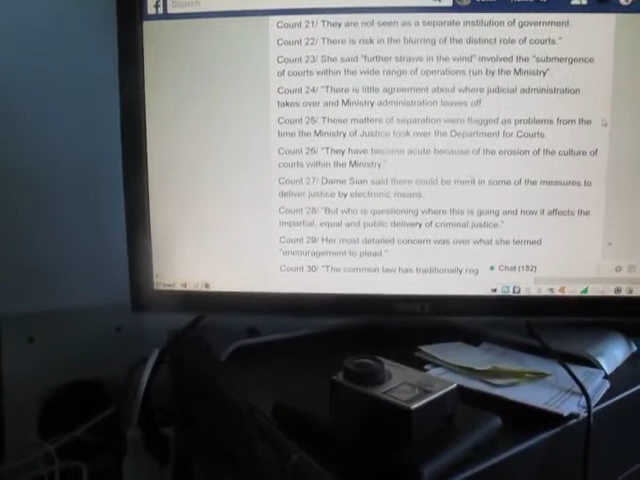 f Search
Count 21/ They are not seen as a separate institution of government.
Count 22/ There is risk in the blurring of the distinct role of courts."
Count 23/ She said "further straws in the wind" involved the "submergence
of courts within the wide range of operations run by the Ministry".
Count 24/ "There is little agreement about where judicial administration
takes over and Ministry administration leaves off.
Count 25/ These matters of separation were flagged as problems from the
time the Ministry of Justice took over the Department for Courts.
Count 26/ "They have become acute because of the erosion of the culture of
courts within the Ministry."
Count 27/ Dame Sian said there could be merit in some of the measures to
deliver justice by electronic means.
Count 28/ "But who is questioning where this is going and how it affects the
impartial, equal and public delivery of criminal justice."
Count 29/ Her most detailed concern was over what she termed
"encouragement to plead."
Count 30/ "The common law has traditionally reg
Chat (152)